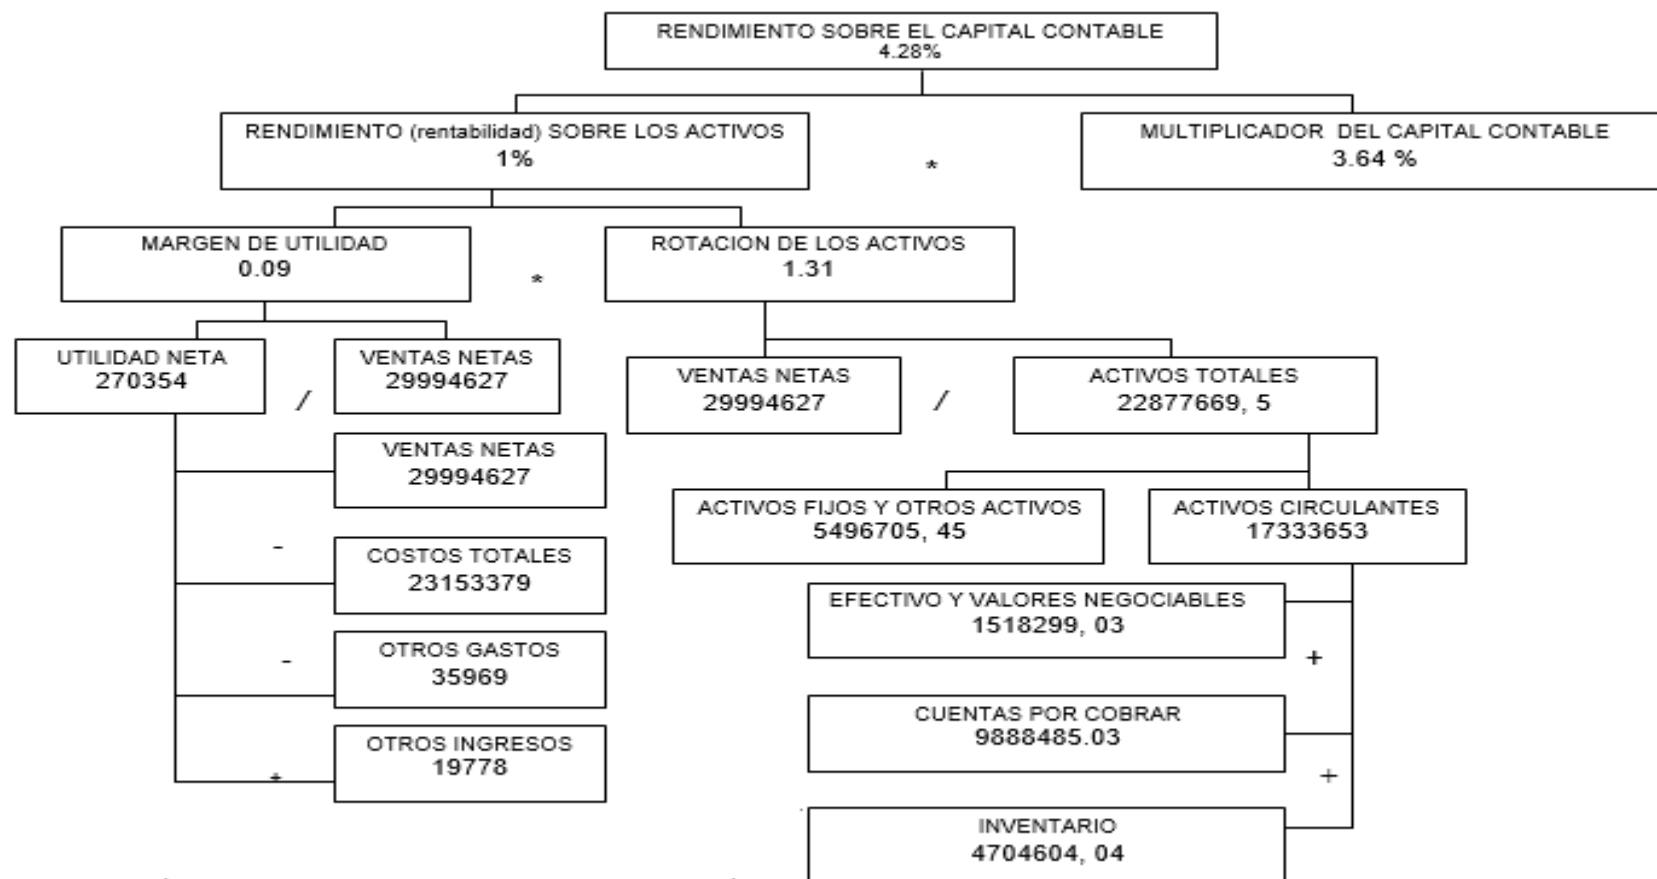 RENDIMIENTO SOBRE EL CAPITAL CONTABLE
4.28%
RENDIMIENTO (rentabilidad) SOBRE LOS ACTIVOS
1%
*
MULTIPLICADOR DEL CAPITAL CONTABLE
3.64 %
MARGEN DE UTILIDAD
0.09
*
ROTACION DE LOS ACTIVOS
1.31
UTILIDAD NETA
270354
/
VENTAS NETAS
29994627
VENTAS NETAS
29994627
/
ACTIVOS TOTALES
22877669, 5
VENTAS NETAS
29994627
-
COSTOS TOTALES
23153379
-
OTROS GASTOS
35969
+
OTROS INGRESOS
19778
ACTIVOS FIJOS Y OTROS ACTIVOS
5496705, 45
ACTIVOS CIRCULANTES
17333653
EFECTIVO Y VALORES NEGOCIABLES
1518299, 03
+
CUENTAS POR COBRAR
9888485.03
+
INVENTARIO
4704604, 04